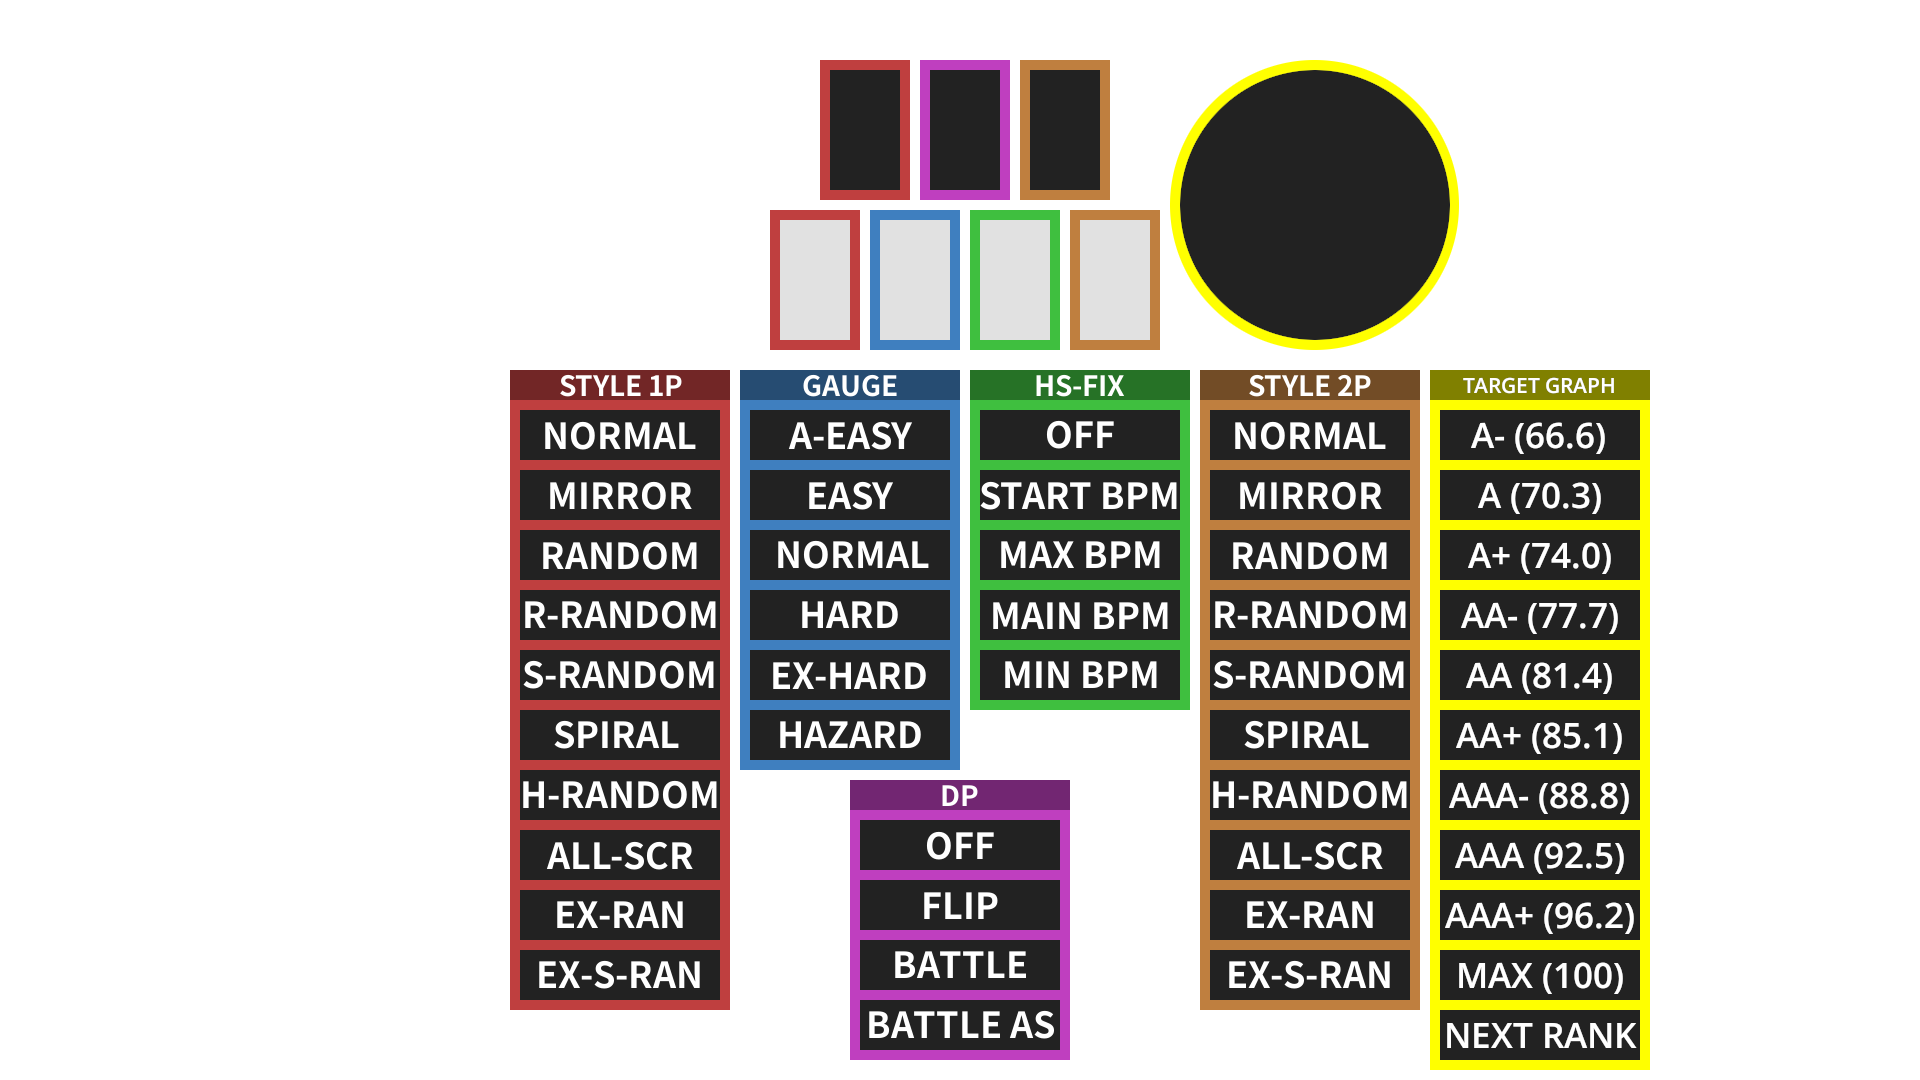 STYLE 1P
NORMAL
MIRROR
RANDOM
R-RANDOM
S-RANDOM
SPIRAL
H-RANDOM
ALL-SCR
EX-RAN
EX-S-RAN
GAUGE
A-EASY
EASY
NORMAL
HARD
EX-HARD
HAZARD
HS-FIX
OFF
START BPM
MAX BPM
MAIN BPM
MIN BPM
DP
OFF
FLIP
BATTLE
BATTLE AS
STYLE 2P
NORMAL
MIRROR
RANDOM
R-RANDOM
S-RANDOM
SPIRAL
H-RANDOM
ALL-SCR
EX-RAN
EX-S-RAN
TARGET GRAPH
A- (66.6)
A (70.3)
A+ (74.0)
AA- (77.7)
AA (81.4)
AA+ (85.1)
AAA- (88.8)
AAA (92.5)
AAA+ (96.2)
MAX (100)
NEXT RANK